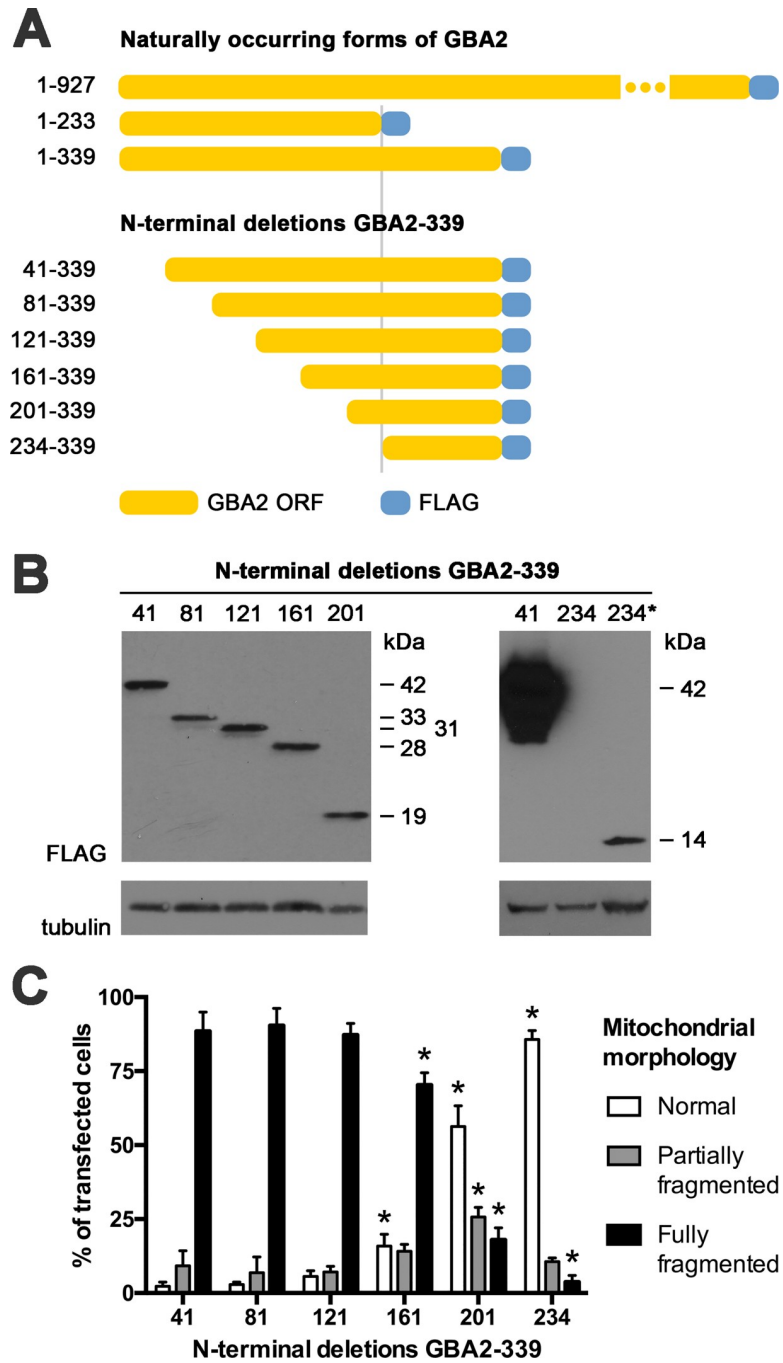 A
Naturally occurring forms of GBA2
1-927
1-233
1-339
N-terminal deletions GBA2-339
41-339
81-339
121-339
161-339
201-339
234-339
GBA2 ORF
FLAG
B
N-terminal deletions GBA2-339
41 81 121 161 201
41 234 234*
kDa
kDa
42
33
31
28
19
42
14
FLAG
tubulin
C
% of transfected cells
100
75
50
25
0
* * * * * * *
41 81 121 161 201 234
N-terminal deletions GBA2-339
Mitochondrial
morphology
Normal
Partially
fragmented
Fully
fragmented